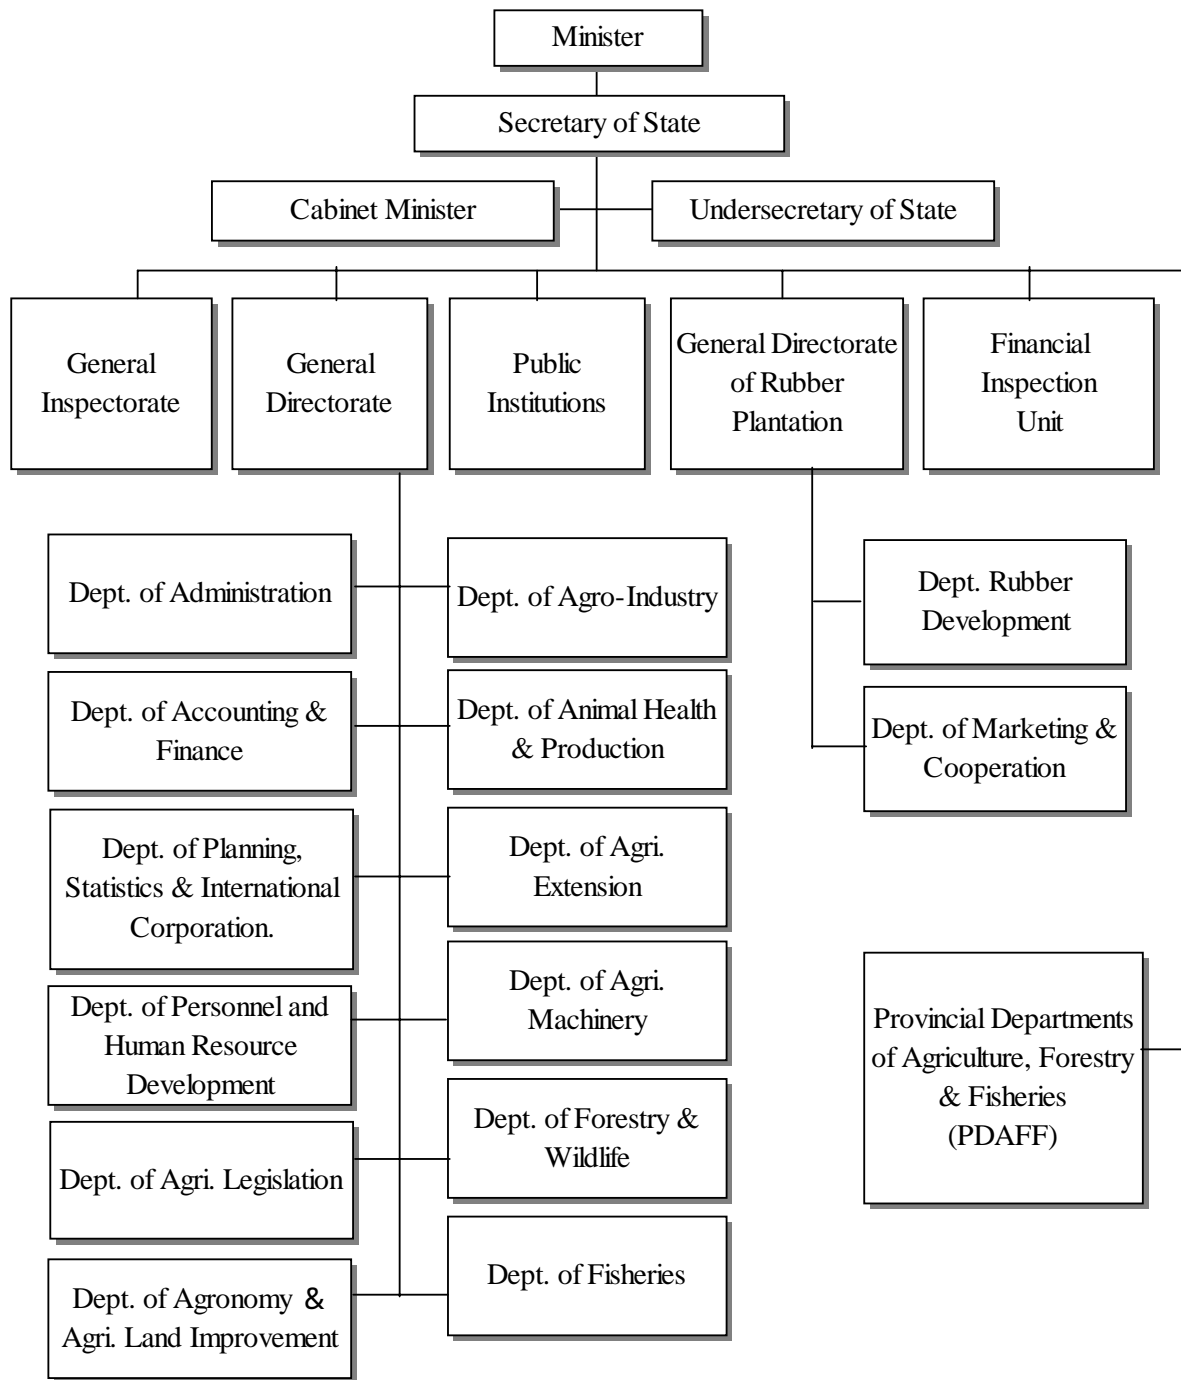 Minister
Secretary of State
Cabinet Minister
Undersecretary of State
General
Inspectorate
General
Directorate
Public
Institutions
General Directorate
of Rubber
Plantation
Financial
Inspection
Unit
Dept. of Administration
Dept. of Agro-Industry
Dept. Rubber
Development
Dept. of Accounting &
Finance
Dept. of Animal Health
& Production
Dept. of Marketing &
Cooperation
Dept. of Planning,
Statistics & International
Corporation.
Dept. of Agri.
Extension
Dept. of Personnel and
Human Resource
Development
Dept. of Agri.
Machinery
Provincial Departments
of Agriculture, Forestry
& Fisheries
(PDAFF)
Dept. of Agri. Legislation
Dept. of Forestry &
Wildlife
Dept. of Agronomy &
Agri. Land Improvement
Dept. of Fisheries